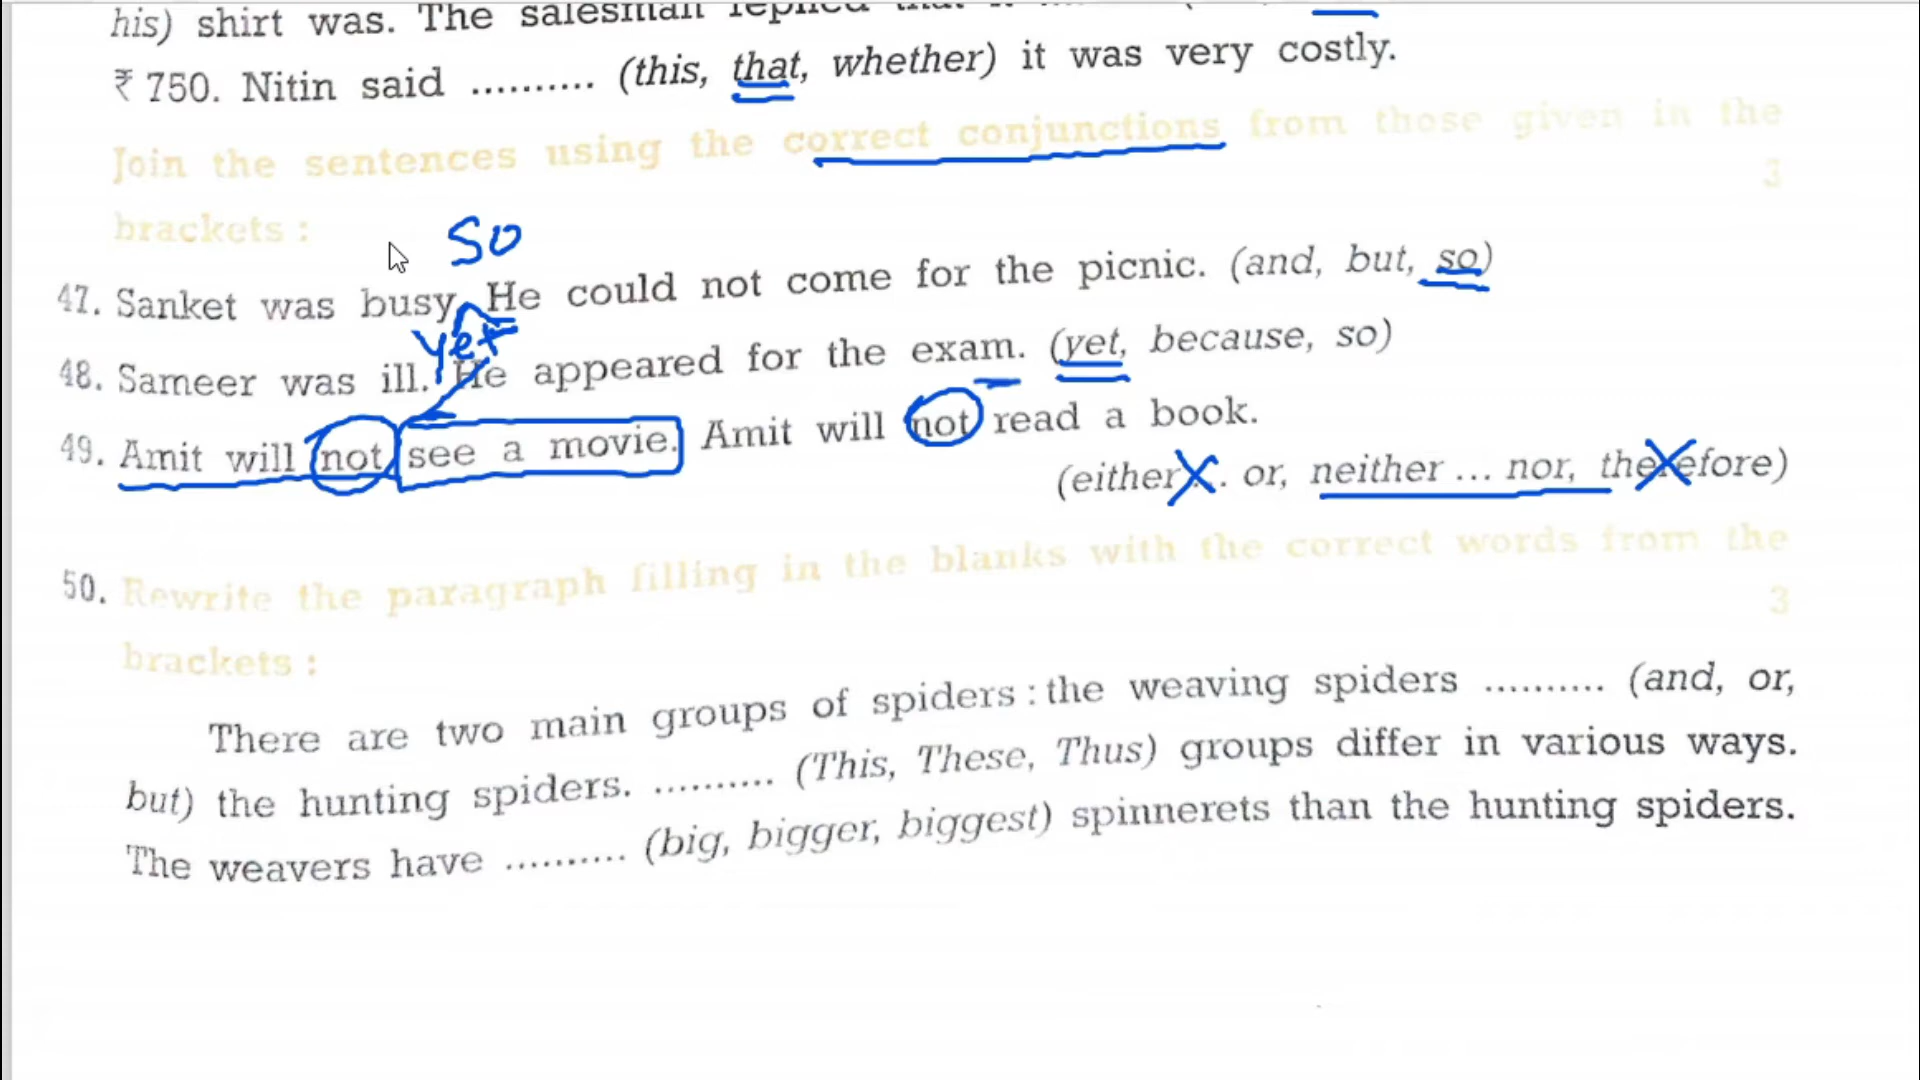 his) shirt was. The salesman replied that it
₹ 750. Nitin said .......... (this, that, whether) it was very costly.
Join the sentences using the correct conjunctions from those given in the
brackets : 3
so
47. Sanket was busy. He could not come for the picnic. (and, but, so)
yet
48. Sameer was ill. He appeared for the exam. (yet, because, so)
49. Amit will not see a movie. Amit will not read a book.
(either ... or, neither ... nor, therefore)
50. Rewrite the paragraph filling in the blanks with the correct words from the
brackets : 3
There are two main groups of spiders : the weaving spiders .......... (and, or,
but) the hunting spiders. .......... (This, These, Thus) groups differ in various ways.
The weavers have .......... (big, bigger, biggest) spinnerets than the hunting spiders.